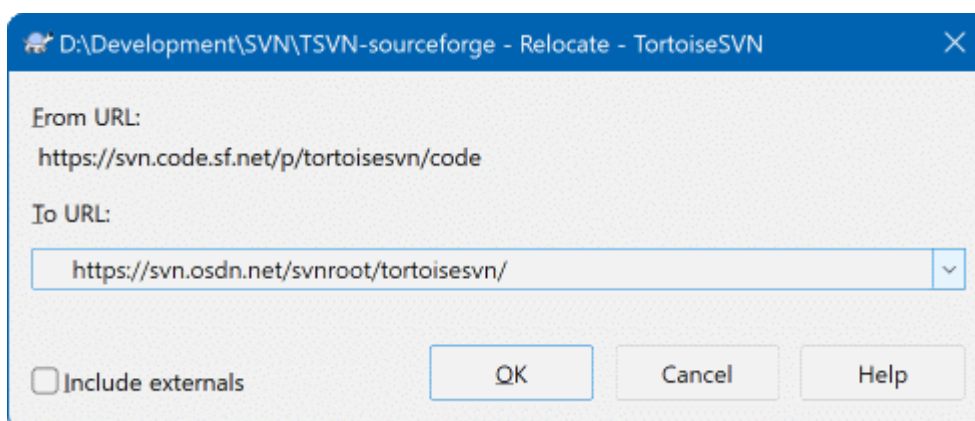 D:\Development\SVN\TSVN-sourceforge - Relocate - TortoiseSVN
From URL:
https://svn.code.sf.net/p/tortoisesvn/code
To URL:
https://svn.osdn.net/svnroot/tortoisesvn/
Include externals
OK
Cancel
Help